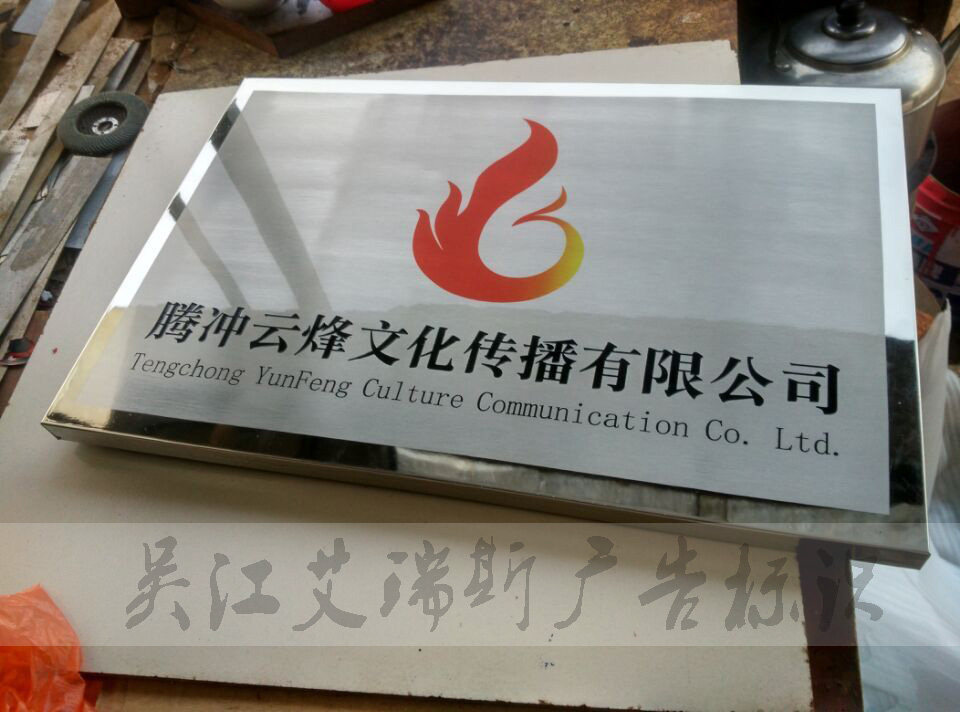 腾冲云烽文化传播有限公司
Tengchong YunFeng Culture Communication Co. Ltd.
吴江艾瑞斯广告标识